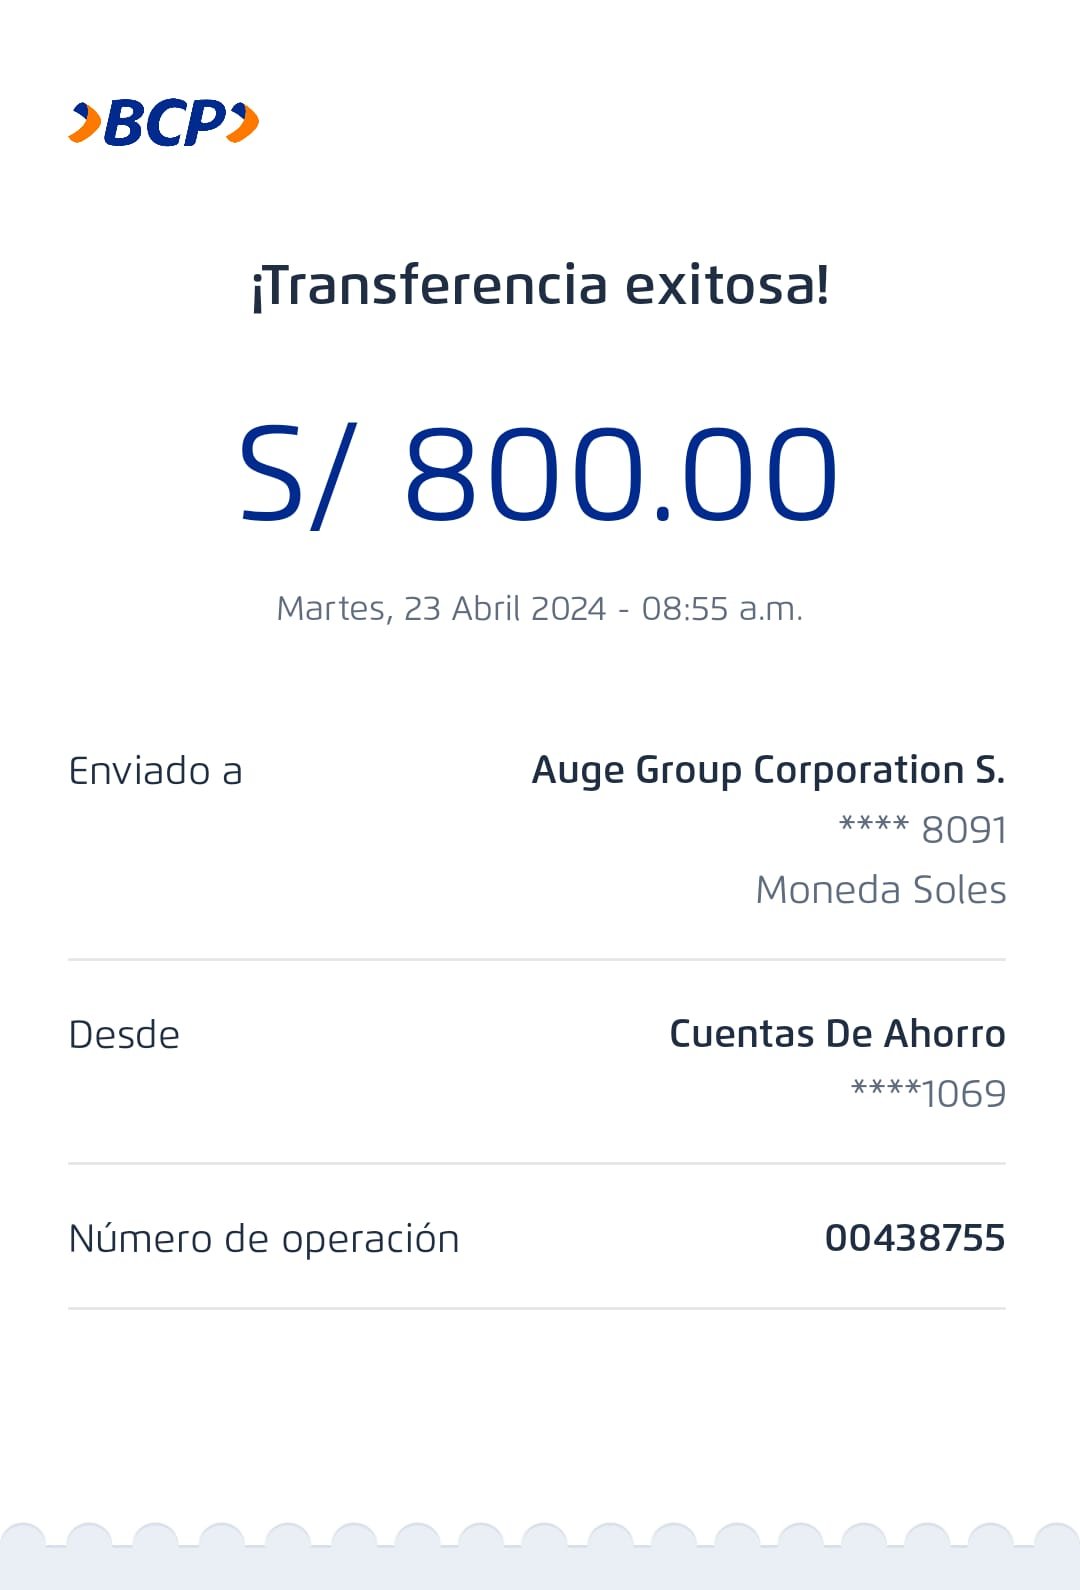 BCP
¡Transferencia exitosa!
S/ 800.00
Martes, 23 Abril 2024 - 08:55 a.m.
Enviado a
Auge Group Corporation S.
**** 8091
Moneda Soles
Desde
Cuentas De Ahorro
****1069
Número de operación
00438755